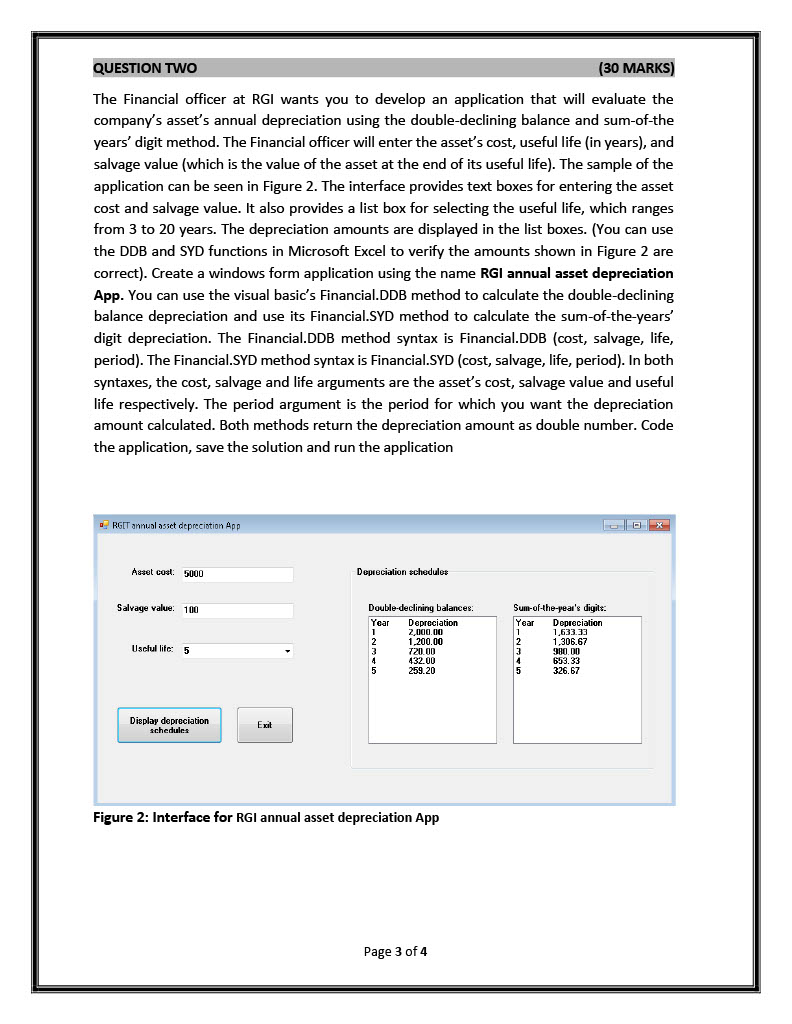 QUESTION TWO (30 MARKS)
The Financial officer at RGI wants you to develop an application that will evaluate the
company's asset's annual depreciation using the double-declining balance and sum-of-the
years' digit method. The Financial officer will enter the asset's cost, useful life (in years), and
salvage value (which is the value of the asset at the end of its useful life). The sample of the
application can be seen in Figure 2. The interface provides text boxes for entering the asset
cost and salvage value. It also provides a list box for selecting the useful life, which ranges
from 3 to 20 years. The depreciation amounts are displayed in the list boxes. (You can use
the DDB and SYD functions in Microsoft Excel to verify the amounts shown in Figure 2 are
correct). Create a windows form application using the name RGI annual asset depreciation
App. You can use the visual basic's Financial.DDB method to calculate the double-declining
balance depreciation and use its Financial.SYD method to calculate the sum-of-the-years'
digit depreciation. The Financial.DDB method syntax is Financial.DDB (cost, salvage, life,
period). The Financial.SYD method syntax is Financial.SYD (cost, salvage, life, period). In both
syntaxes, the cost, salvage and life arguments are the asset's cost, salvage value and useful
life respectively. The period argument is the period for which you want the depreciation
amount calculated. Both methods return the depreciation amount as double number. Code
the application, save the solution and run the application
RGIT annual asset depreciation App
Asset cost: 5000
Salvage value: 100
Useful life: 5
Display depreciation
schedules
Exit
Depreciation schedules
Double-declining balances:
Year Depreciation
1 2,000.00
2 1,200.00
3 720.00
4 432.00
5 259.20
Sum-of-the-year's digits:
Year Depreciation
1 1,633.33
2 1,306.67
3 980.00
4 653.33
5 326.67
Figure 2: Interface for RGI annual asset depreciation App
Page 3 of 4